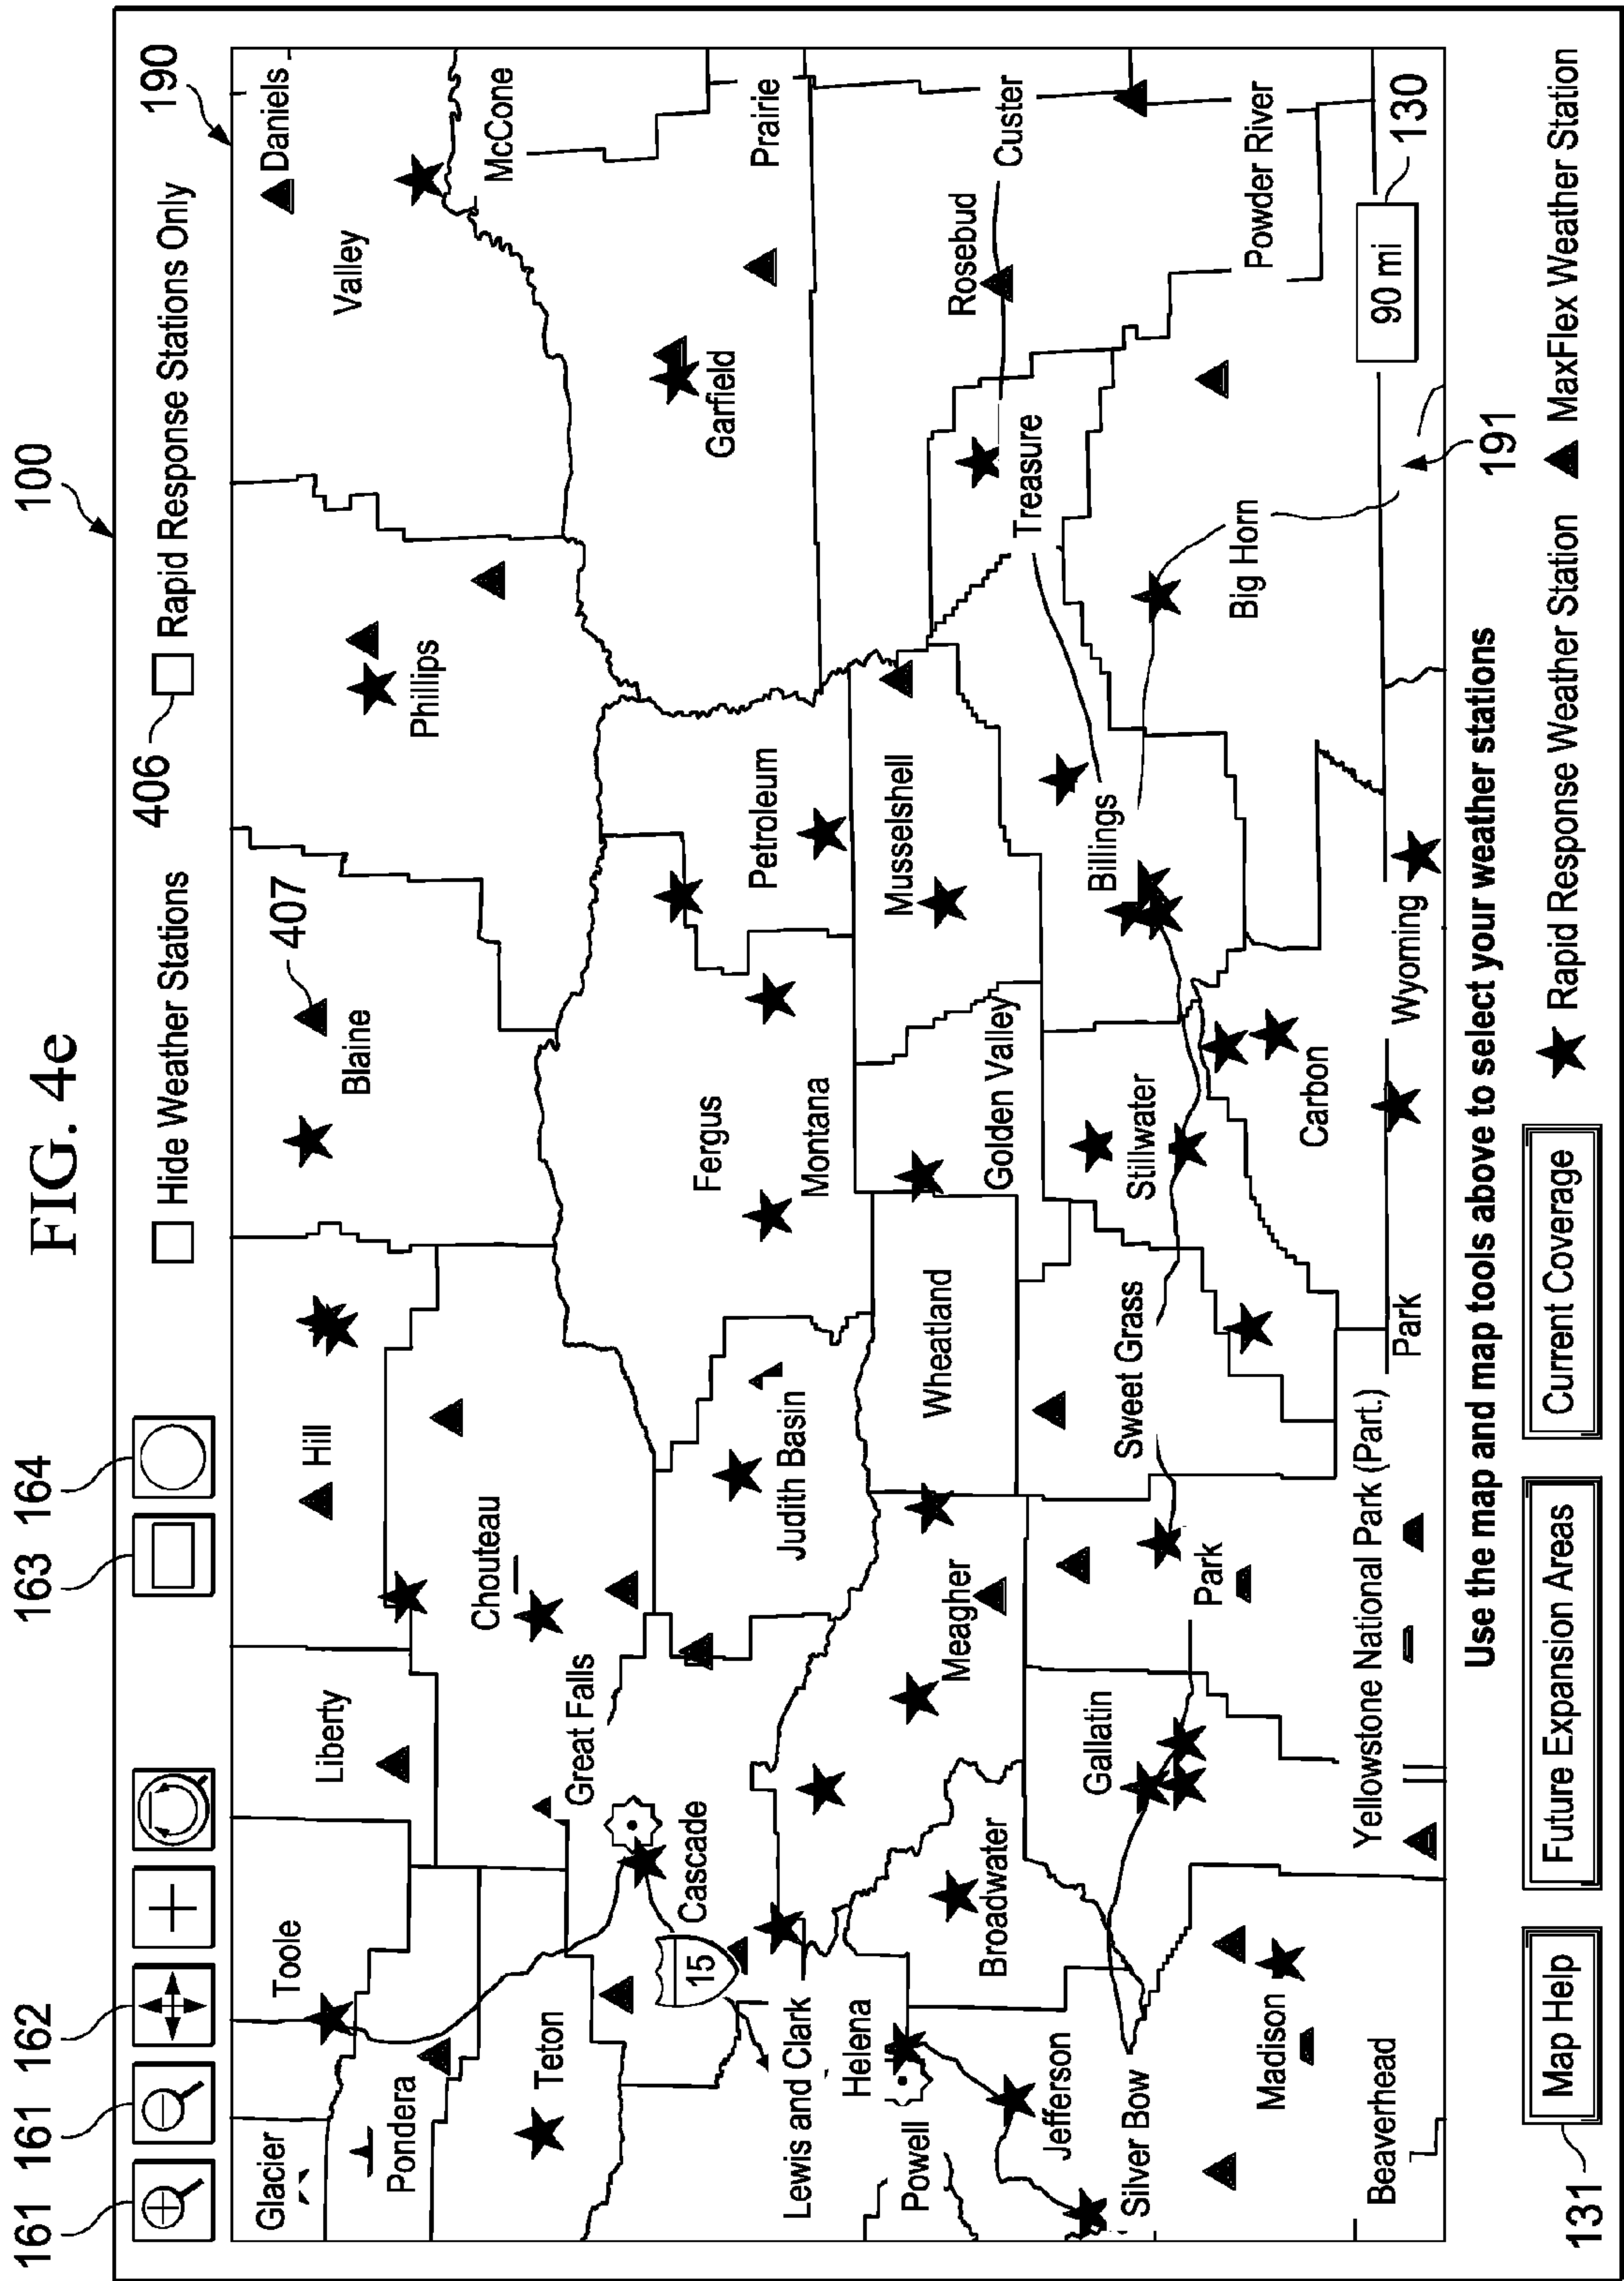 FIG. 4e
100
161
161
162
163
164
406
190
Hide Weather Stations
Rapid Response Stations Only
407
Glacier
Toole
Liberty
Hill
Blaine
Phillips
Valley
Daniels
Pondera
Chouteau
McCone
Teton
Great Falls
Cascade
15
Judith Basin
Fergus
Montana
Petroleum
Garfield
Prairie
Lewis and Clark
Helena
Powell
Broadwater
Meagher
Wheatland
Golden Valley
Musselshell
Treasure
Rosebud
Custer
Jefferson
Silver Bow
Gallatin
Park
Sweet Grass
Stillwater
Billings
Big Horn
Powder River
Madison
Beaverhead
Yellowstone National Park (Part.)
Park
Carbon
Wyoming
90 mi
130
191
Use the map and map tools above to select your weather stations
131
Map Help
Future Expansion Areas
Current Coverage
Rapid Response Weather Station
MaxFlex Weather Station